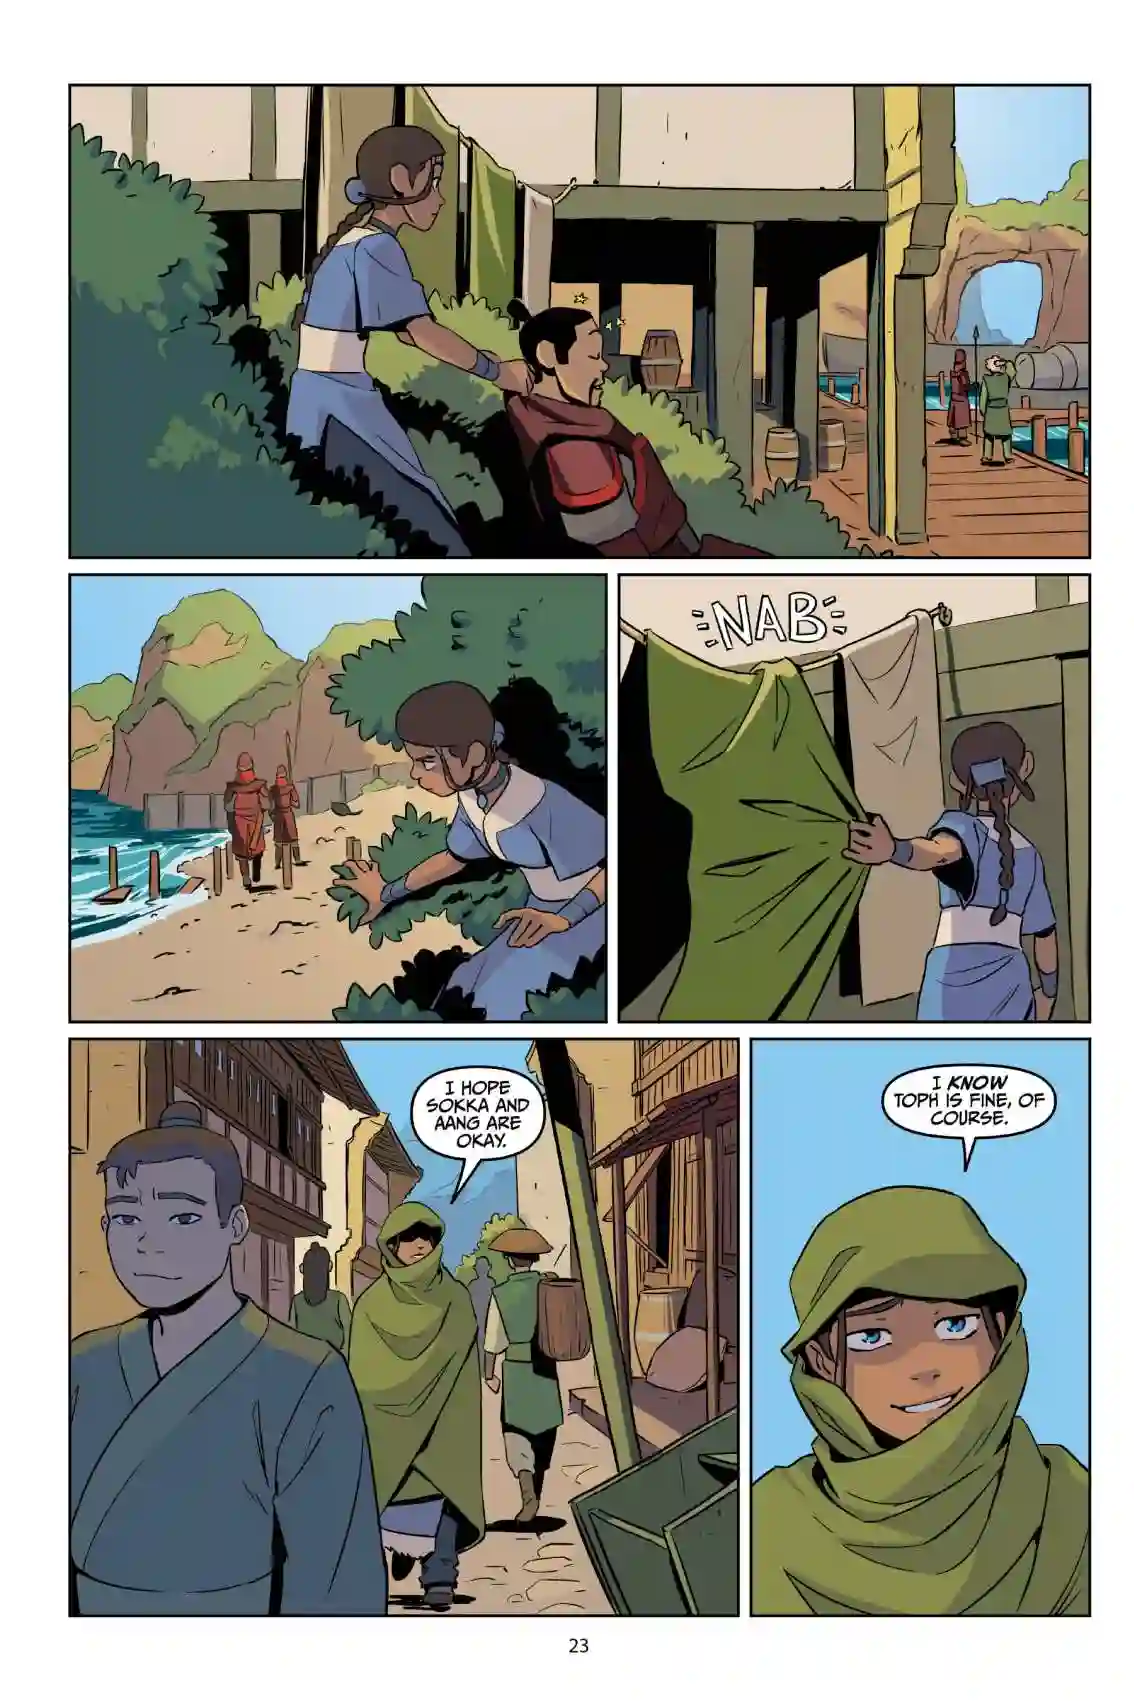 NAB
I HOPE
SOKKA AND
AANG ARE
OKAY.
I KNOW
TOPH IS FINE, OF
COURSE.
23